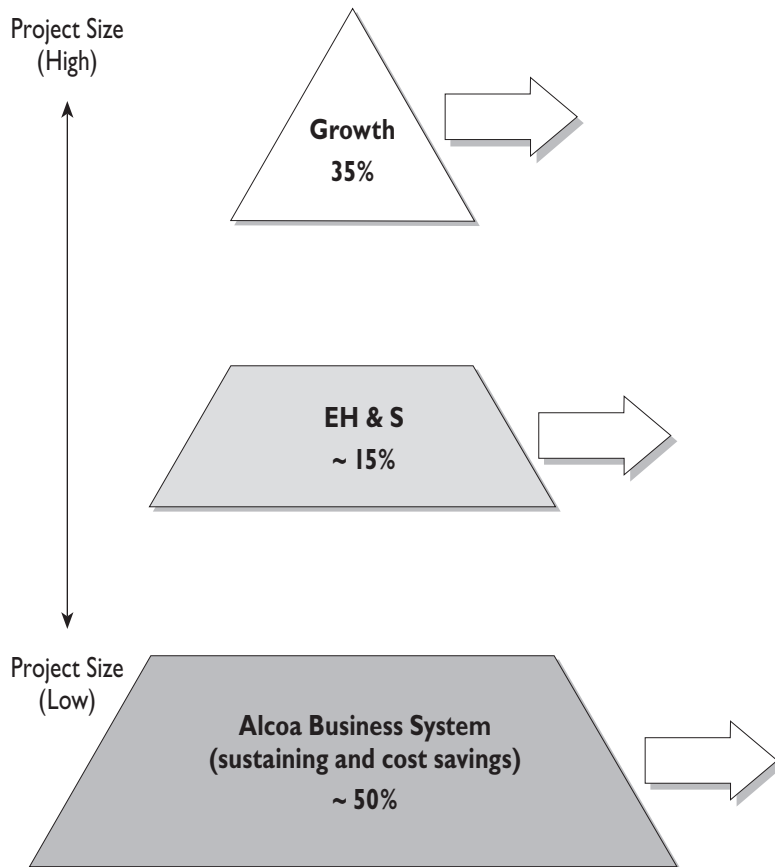 Project Size
(High)
Growth
35%
EH & S
~ 15%
Project Size
(Low)
Alcoa Business System
(sustaining and cost savings)
~ 50%